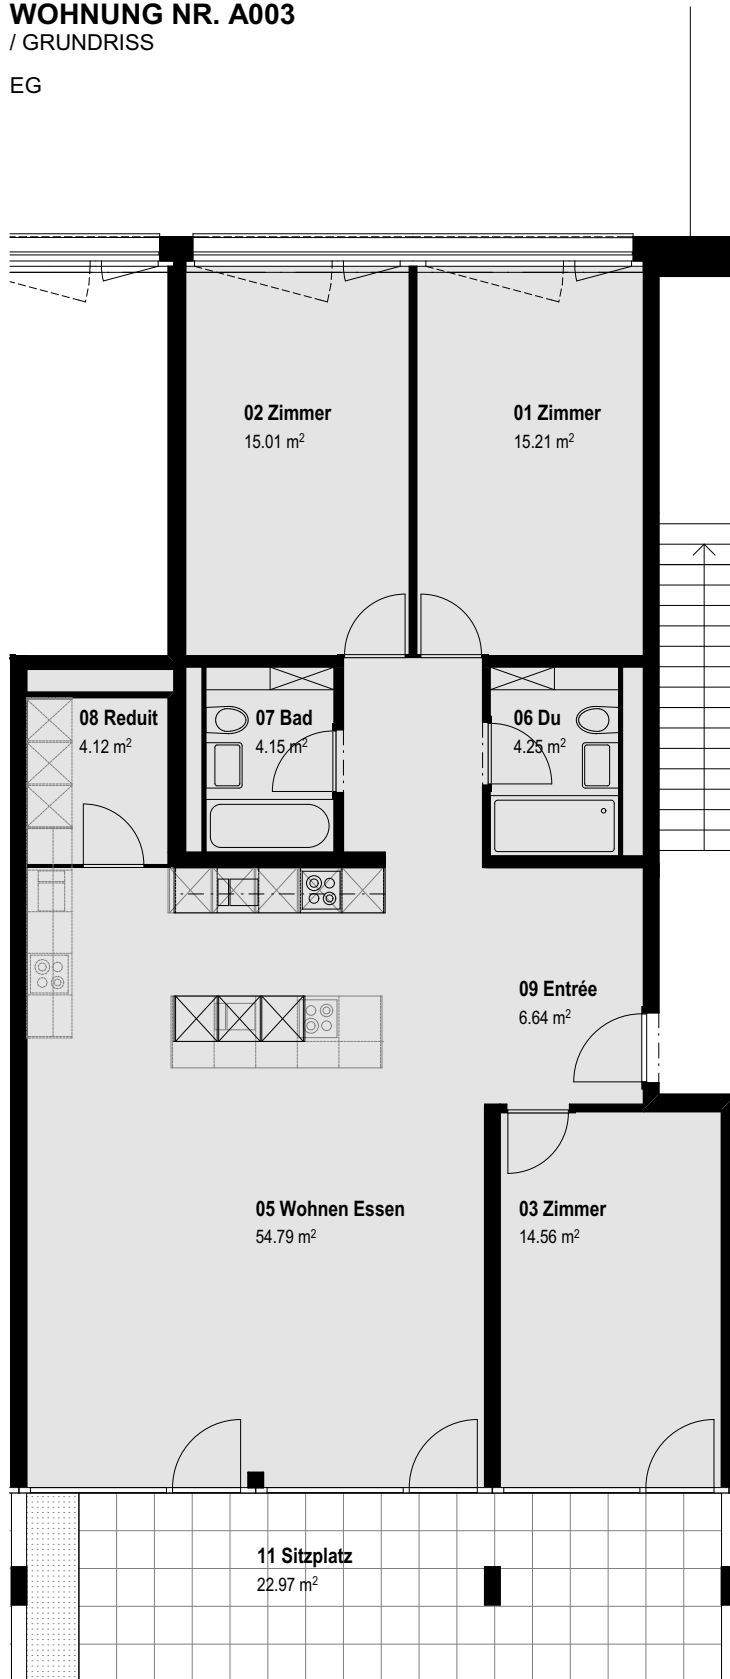 WOHNUNG NR. A003
/ GRUNDRISS
EG
02 Zimmer
15.01 m²
01 Zimmer
15.21 m²
08 Reduit
4.12 m²
07 Bad
4.15 m²
06 Du
4.25 m²
09 Entrée
6.64 m²
05 Wohnen Essen
54.79 m²
03 Zimmer
14.56 m²
11 Sitzplatz
22.97 m²